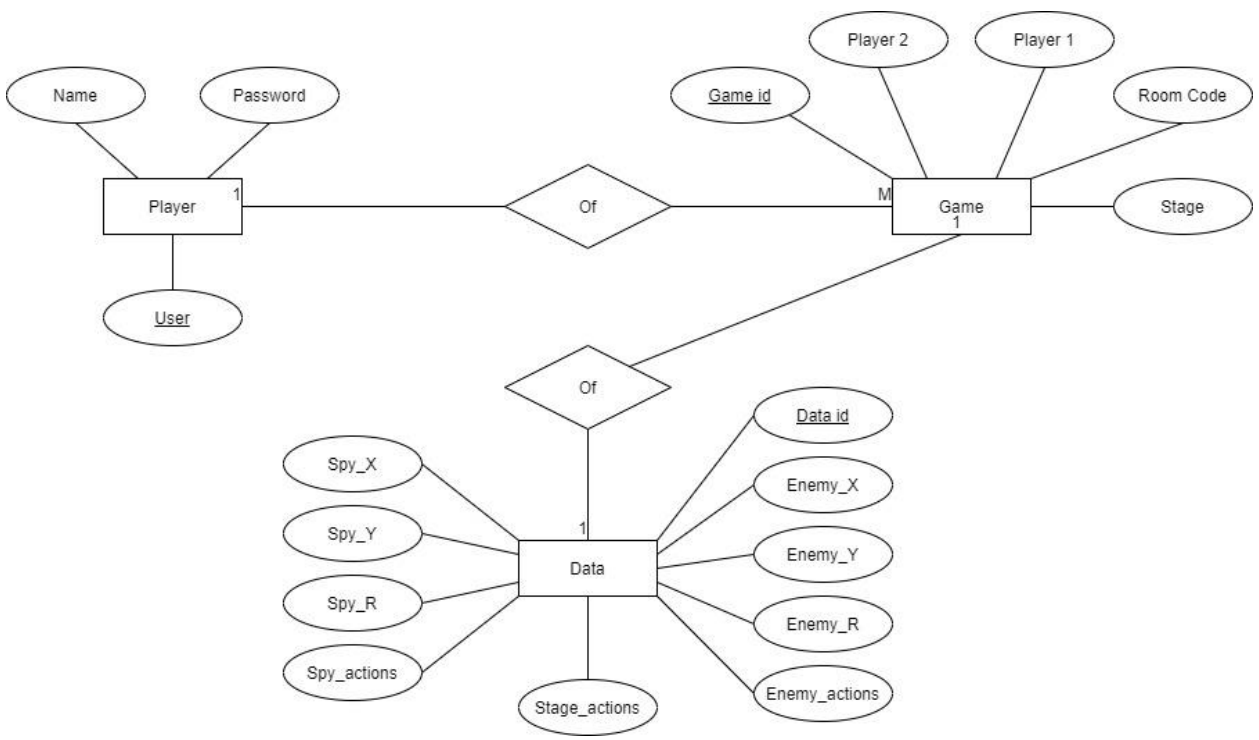 Player 2
Player 1
Name
Password
Game id
Room Code
Player
1
Of
M
Game
1
Stage
User
Of
Data id
Spy_X
Enemy_X
Spy_Y
1
Enemy_Y
Data
Spy_R
Enemy_R
Spy_actions
Enemy_actions
Stage_actions